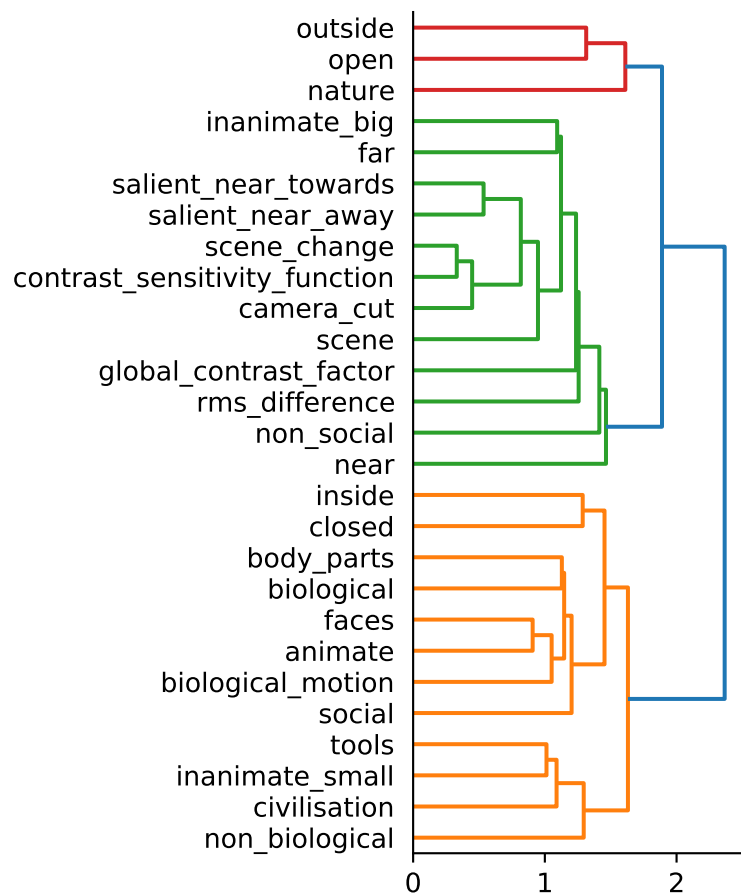 outside
open
nature
inanimate_big
far
salient_near_towards
salient_near_away
scene_change
contrast_sensitivity_function
camera_cut
scene
global_contrast_factor
rms_difference
non_social
near
inside
closed
body_parts
biological
faces
animate
biological_motion
social
tools
inanimate_small
civilisation
non_biological
0 1 2